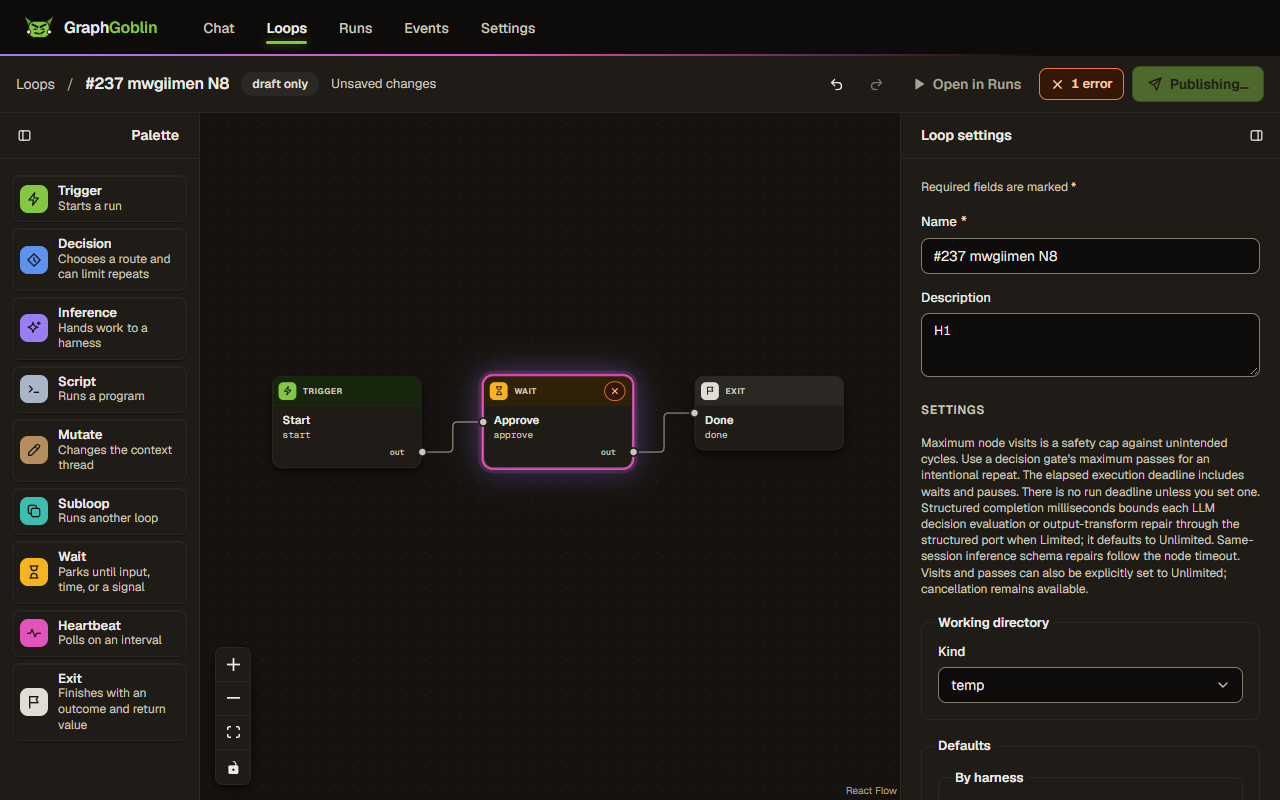 GraphGoblin
Chat
Loops
Runs
Events
Settings
Loops / #237 mwgiimen N8
draft only
Unsaved changes
Open in Runs
1 error
Publishing...
Palette
Trigger
Starts a run
Decision
Chooses a route and
can limit repeats
Inference
Hands work to a
harness
Script
Runs a program
Mutate
Changes the context
thread
Subloop
Runs another loop
Wait
Parks until input,
time, or a signal
Heartbeat
Polls on an interval
Exit
Finishes with an
outcome and return
value
TRIGGER
Start
start
out
WAIT
Approve
approve
out
EXIT
Done
done
React Flow
Loop settings
Required fields are marked *
Name *
#237 mwgiimen N8
Description
H1
SETTINGS
Maximum node visits is a safety cap against unintended
cycles. Use a decision gate's maximum passes for an
intentional repeat. The elapsed execution deadline includes
waits and pauses. There is no run deadline unless you set one.
Structured completion milliseconds bounds each LLM
decision evaluation or output-transform repair through the
structured port when Limited; it defaults to Unlimited. Same-
session inference schema repairs follow the node timeout.
Visits and passes can also be explicitly set to Unlimited;
cancellation remains available.
Working directory
Kind
temp
Defaults
By harness